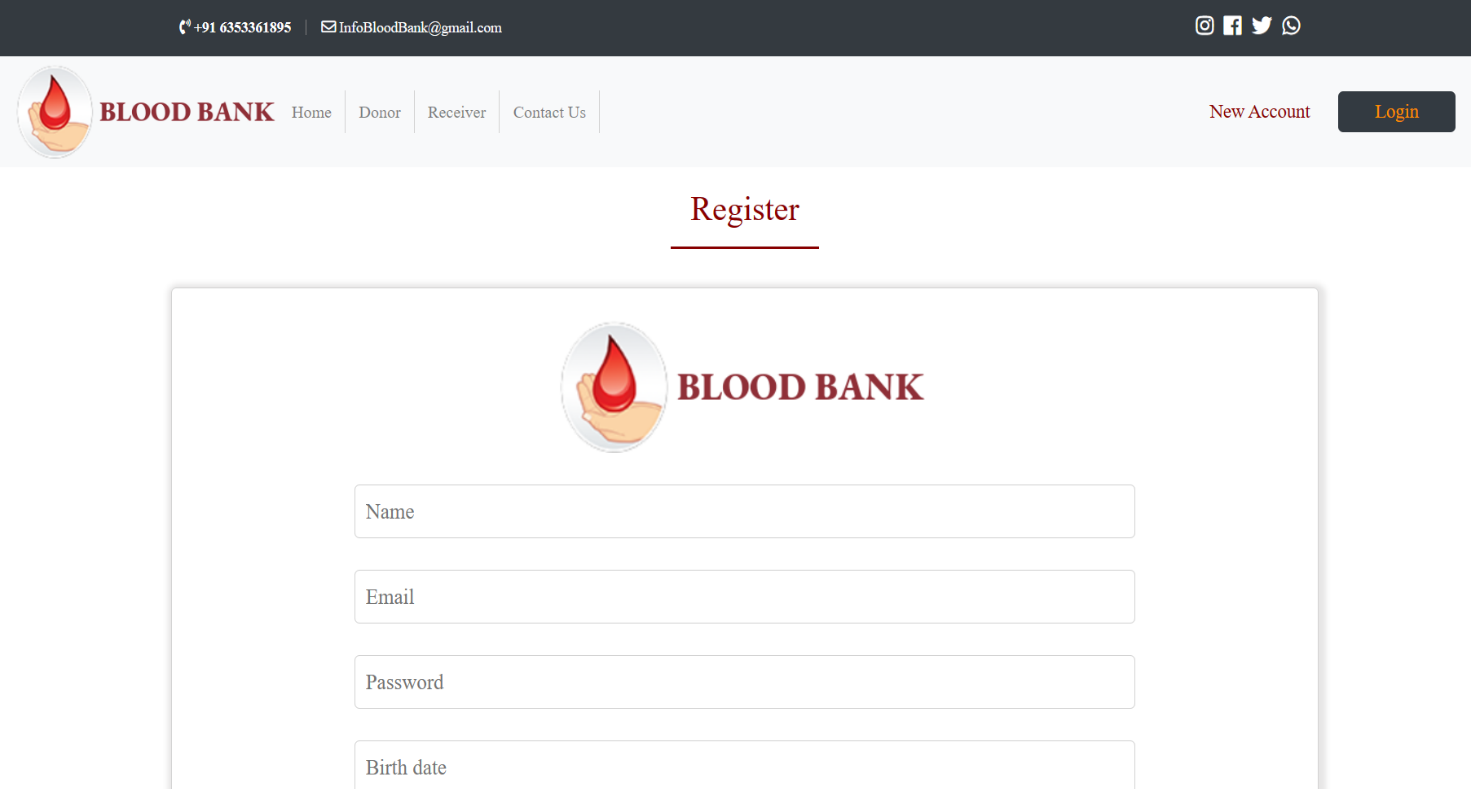 +91 6353361895 InfoBloodBank@gmail.com
BLOOD BANK Home Donor Receiver Contact Us New Account Login
Register
BLOOD BANK
Name
Email
Password
Birth date